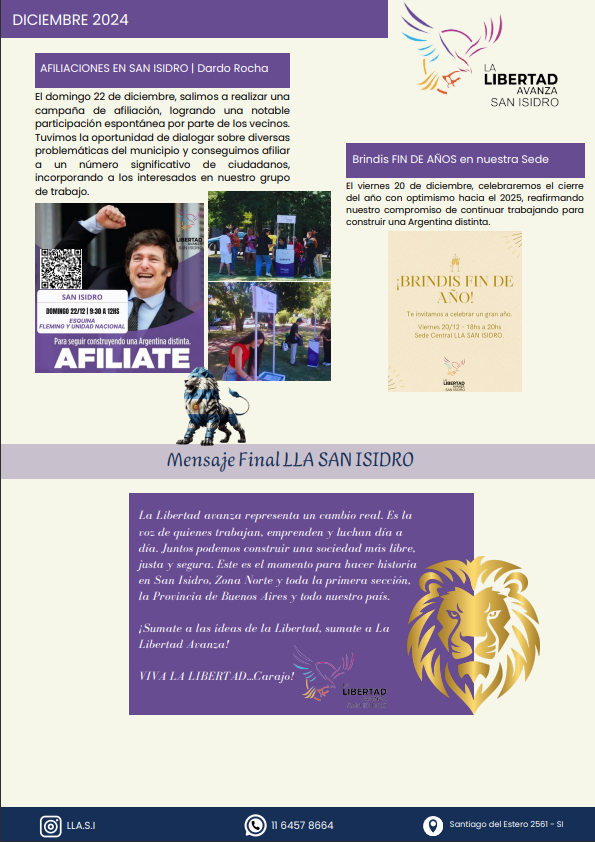 DICIEMBRE 2024
LA
LIBERTAD
AVANZA
SAN ISIDRO
AFILIACIONES EN SAN ISIDRO | Dardo Rocha
El domingo 22 de diciembre, salimos a realizar una
campaña de afiliación, logrando una notable
participación espontánea por parte de los vecinos.
Tuvimos la oportunidad de dialogar sobre diversas
problemáticas del municipio y conseguimos afiliar
a un número significativo de ciudadanos,
incorporando a los interesados en nuestro grupo
de trabajo.
LIBERTAD
SAN ISIDRO
DOMINGO 22/12 | 9:30 A 12HS
ESQUINA
FLEMING Y UNIDAD NACIONAL
Para seguir construyendo una Argentina distinta.
AFILIATE
Brindis FIN DE AÑOS en nuestra Sede
El viernes 20 de diciembre, celebraremos el cierre
del año con optimismo hacia el 2025, reafirmando
nuestro compromiso de continuar trabajando para
construir una Argentina distinta.
¡BRINDIS FIN DE
AÑO!
Te invitamos a celebrar un gran año.
Viernes 20/12 - 18hs a 20hs
Sede Central LLA SAN ISIDRO.
LIBERTAD
Mensaje Final LLA SAN ISIDRO
La Libertad avanza representa un cambio real. Es la
voz de quienes trabajan, emprenden y luchan día a
día. Juntos podemos construir una sociedad más libre,
justa y segura. Este es el momento para hacer historia
en San Isidro, Zona Norte y toda la primera sección,
la Provincia de Buenos Aires y todo nuestro país.
¡Sumate a las ideas de la Libertad, sumate a La
Libertad Avanza!
VIVA LA LIBERTAD...Carajo!
LA
LIBERTAD
AVANZA
SAN ISIDRO
LLA.S.I
11 6457 8664
Santiago del Estero 2561 - SI